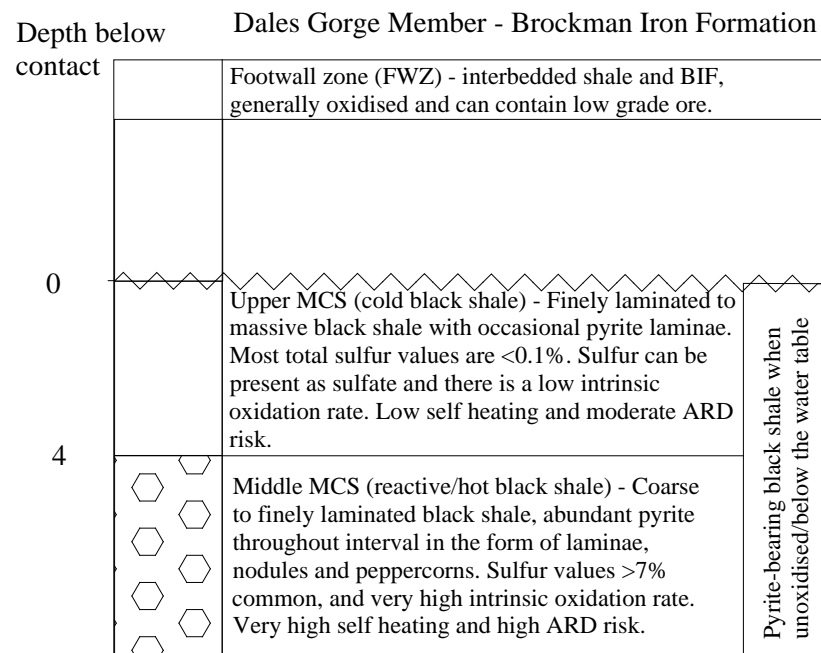 Dales Gorge Member - Brockman Iron Formation
Depth below
contact
Footwall zone (FWZ) - interbedded shale and BIF,
generally oxidised and can contain low grade ore.
0
Upper MCS (cold black shale) - Finely laminated to
massive black shale with occasional pyrite laminae.
Most total sulfur values are <0.1%. Sulfur can be
present as sulfate and there is a low intrinsic
oxidation rate. Low self heating and moderate ARD
risk.
4
Middle MCS (reactive/hot black shale) - Coarse
to finely laminated black shale, abundant pyrite
throughout interval in the form of laminae,
nodules and peppercorns. Sulfur values >7%
common, and very high intrinsic oxidation rate.
Very high self heating and high ARD risk.
Pyrite-bearing black shale when
unoxidised/below the water table